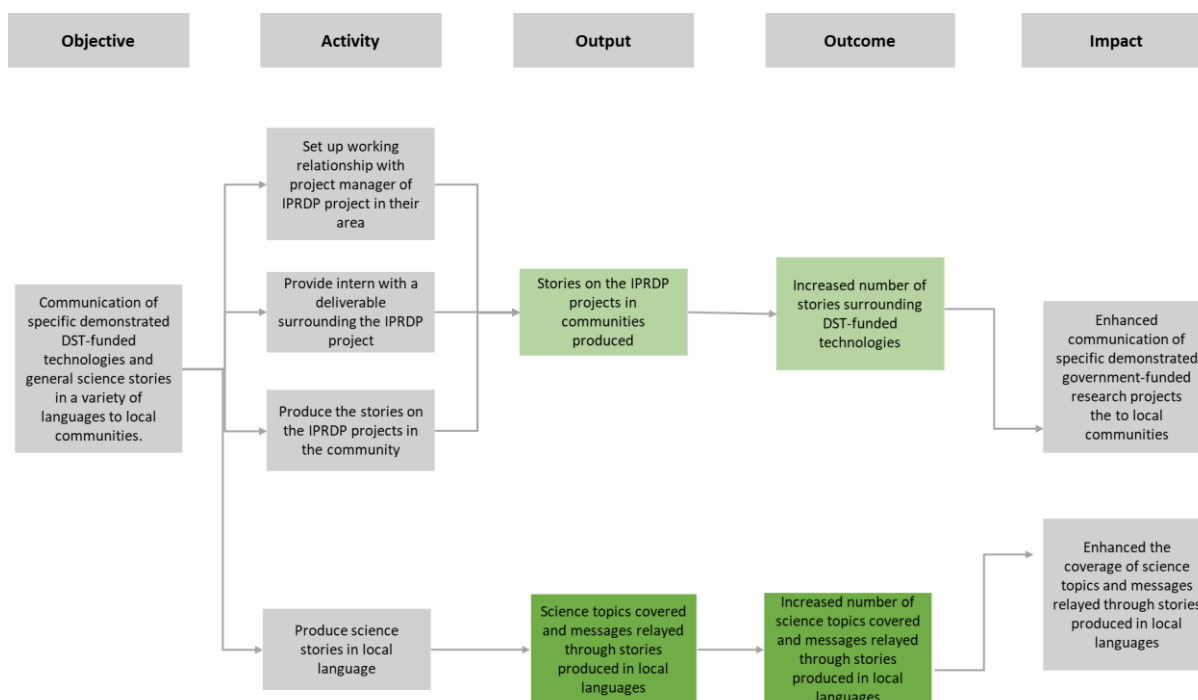 Objective
Activity
Output
Outcome
Impact
Communication of
specific demonstrated
DST-funded
technologies and
general science stories
in a variety of
languages to local
communities.
Set up working
relationship with
project manager of
IPRDP project in their
area
Provide intern with a
deliverable
surrounding the IPRDP
project
Produce the stories on
the IPRDP projects in
the community
Stories on the IPRDP
projects in
communities
produced
Increased number of
stories surrounding
DST-funded
technologies
Enhanced
communication of
specific demonstrated
government-funded
research projects
the to local
communities
Produce science
stories in local
language
Science topics covered
and messages relayed
through stories
produced in local
languages
Increased number of
science topics covered
and messages relayed
through stories
produced in local
languages
Enhanced the
coverage of science
topics and messages
relayed through stories
produced in local
languages